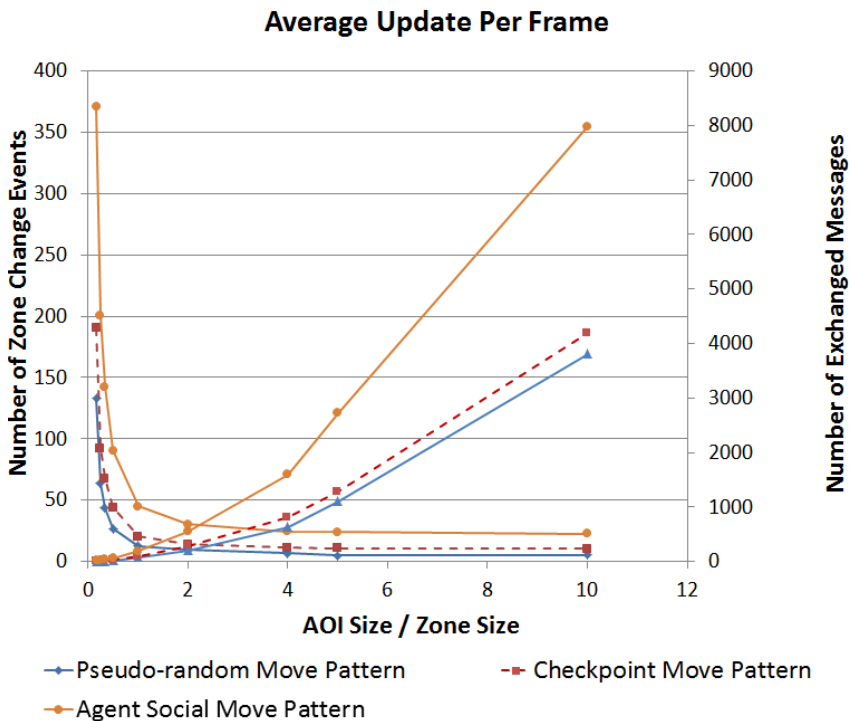 Average Update Per Frame
Number of Zone Change Events
400
350
300
250
200
150
100
50
0
9000
8000
7000
6000
5000
4000
3000
2000
1000
0
Number of Exchanged Messages
0 2 4 6 8 10 12
AOI Size / Zone Size
Pseudo-random Move Pattern
Checkpoint Move Pattern
Agent Social Move Pattern